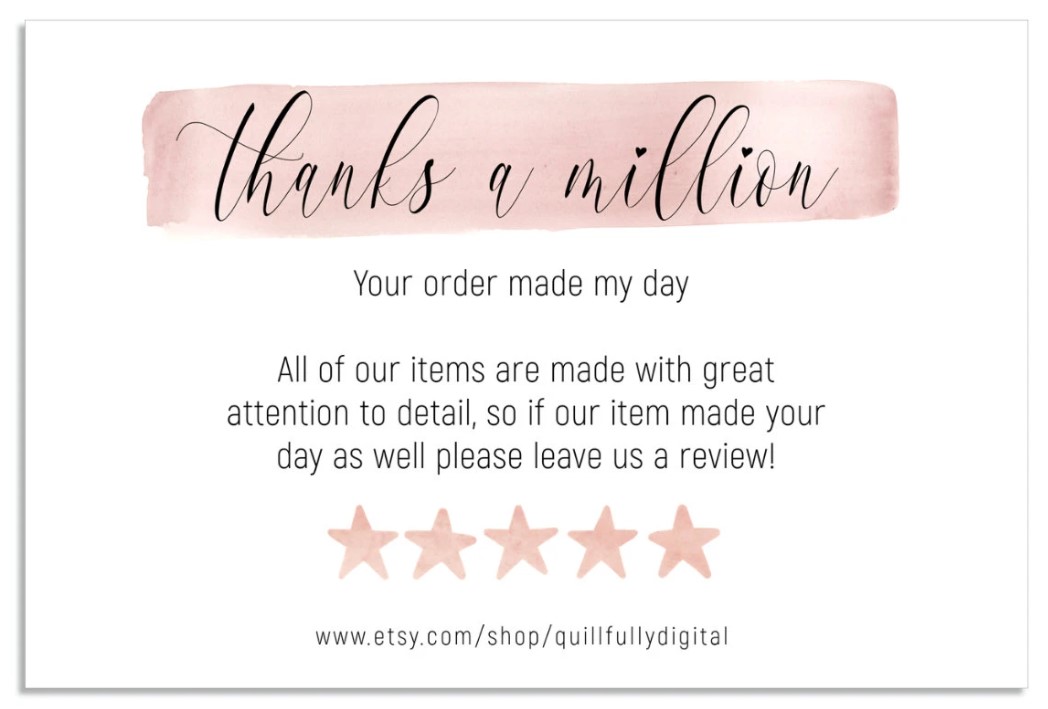 thanks a million
Your order made my day
All of our items are made with great
attention to detail, so if our item made your
day as well please leave us a review!
www.etsy.com/shop/quillfullydigital